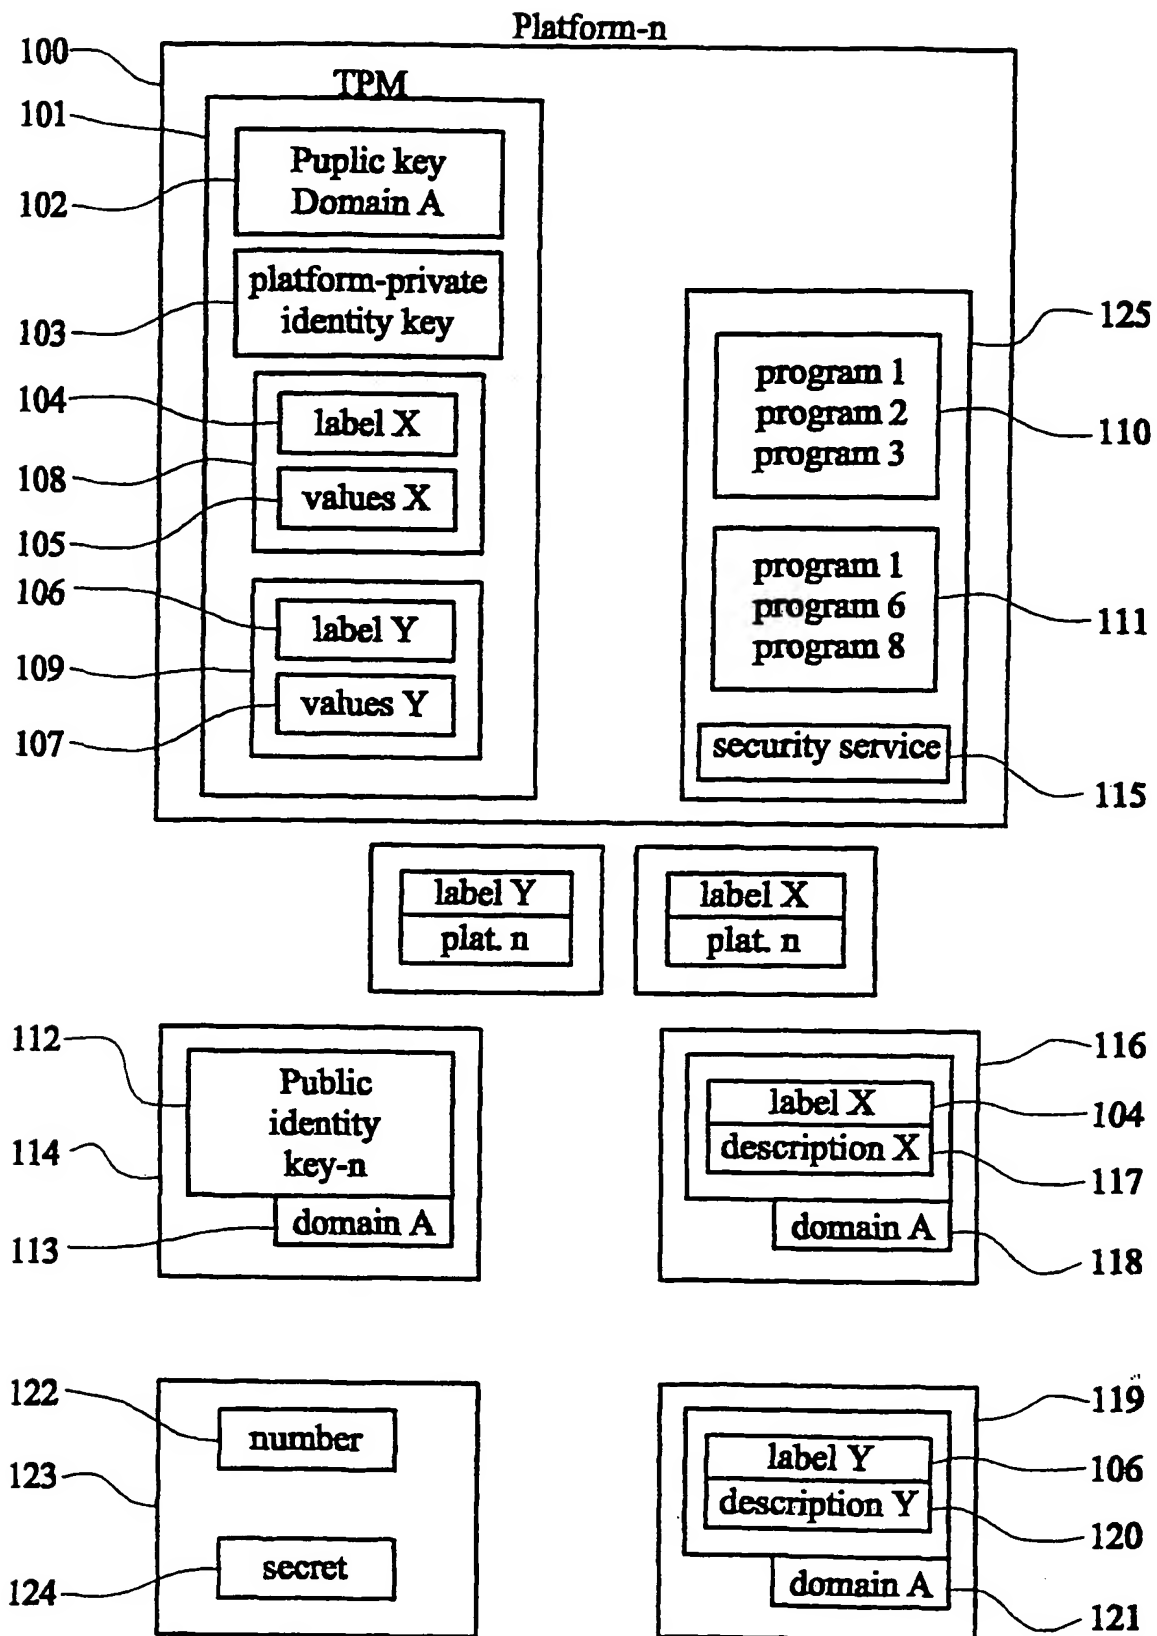 Platform-n
100
TPM
101
Puplic key
Domain A
102
platform-private
identity key
103
104
label X
108
values X
105
106
label Y
109
values Y
107
125
program 1
program 2
program 3
110
program 1
program 6
program 8
111
security service
115
label Y
plat. n
label X
plat. n
112
Public
identity
key-n
114
domain A
113
116
label X
104
description X
117
domain A
118
122
number
123
secret
124
119
label Y
106
description Y
120
domain A
121